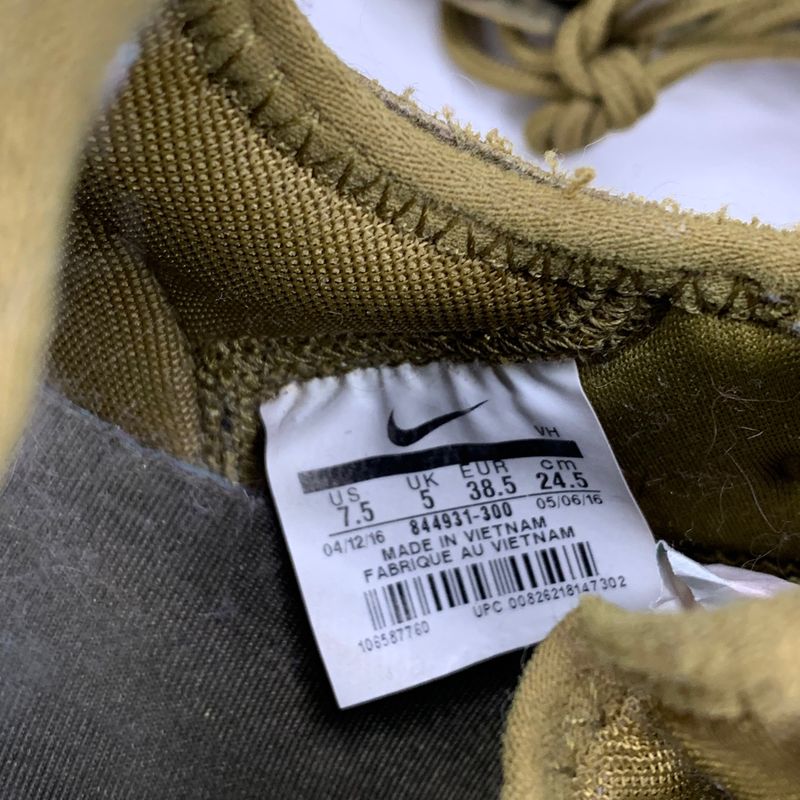 VH
US UK EUR cm
7.5 5 38.5 24.5
04/12/16 844931-300 05/06/16
MADE IN VIETNAM
FABRIQUE AU VIETNAM
106587760 UPC 00826218147302